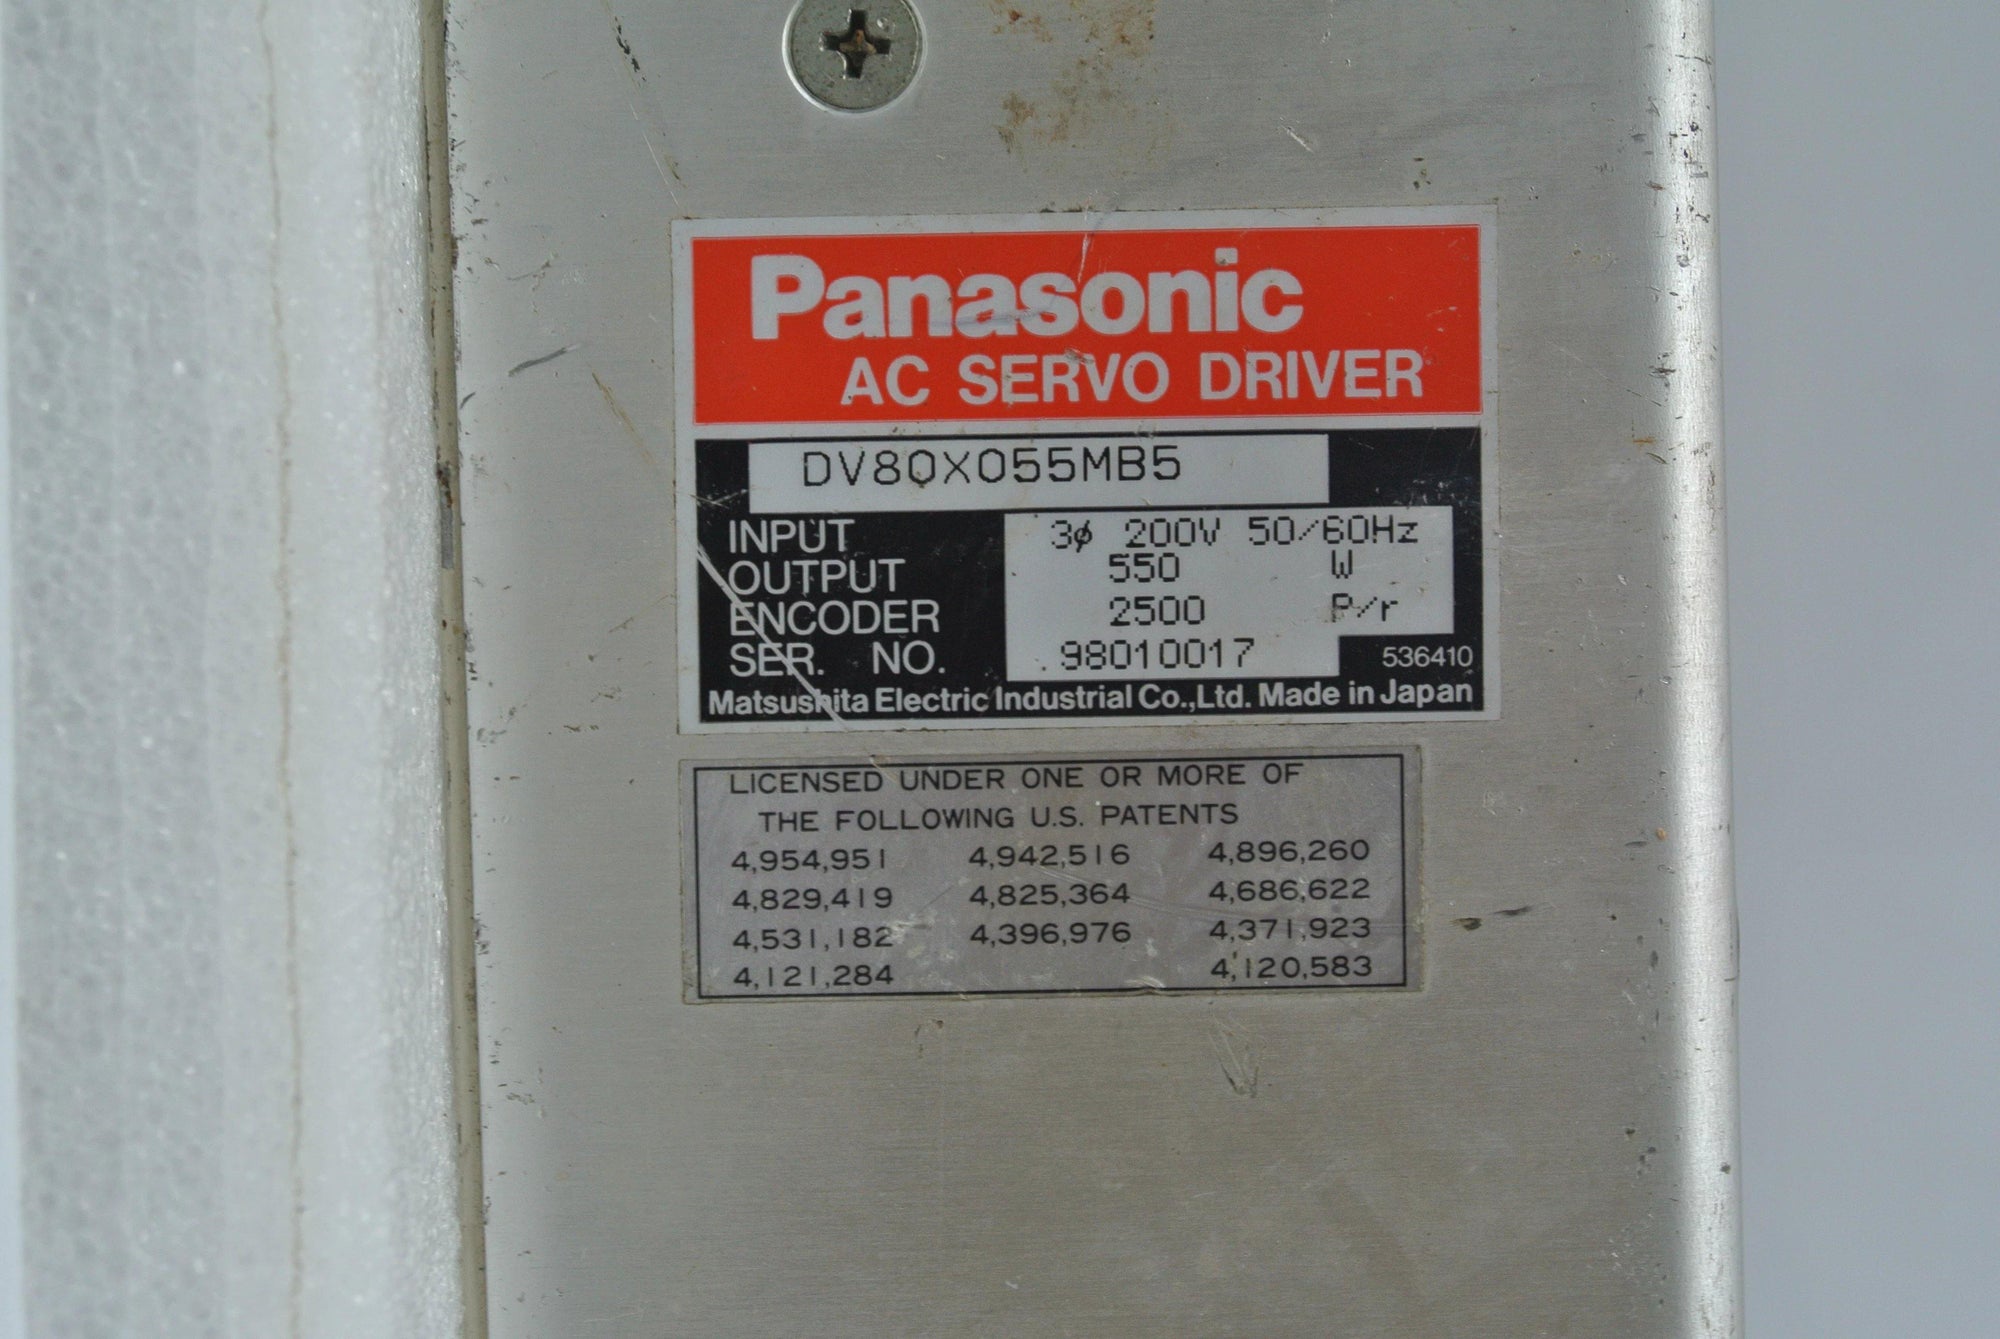 Panasonic
AC SERVO DRIVER
DV80X055MB5
INPUT 3ϕ 200V 50/60Hz
OUTPUT 550 W
ENCODER 2500 P/r
SER. NO. 98010017 536410
Matsushita Electric Industrial Co.,Ltd. Made in Japan
LICENSED UNDER ONE OR MORE OF
THE FOLLOWING U.S. PATENTS
4,954,951 4,942,516 4,896,260
4,829,419 4,825,364 4,686,622
4,531,182 4,396,976 4,371,923
4,121,284 4,120,583